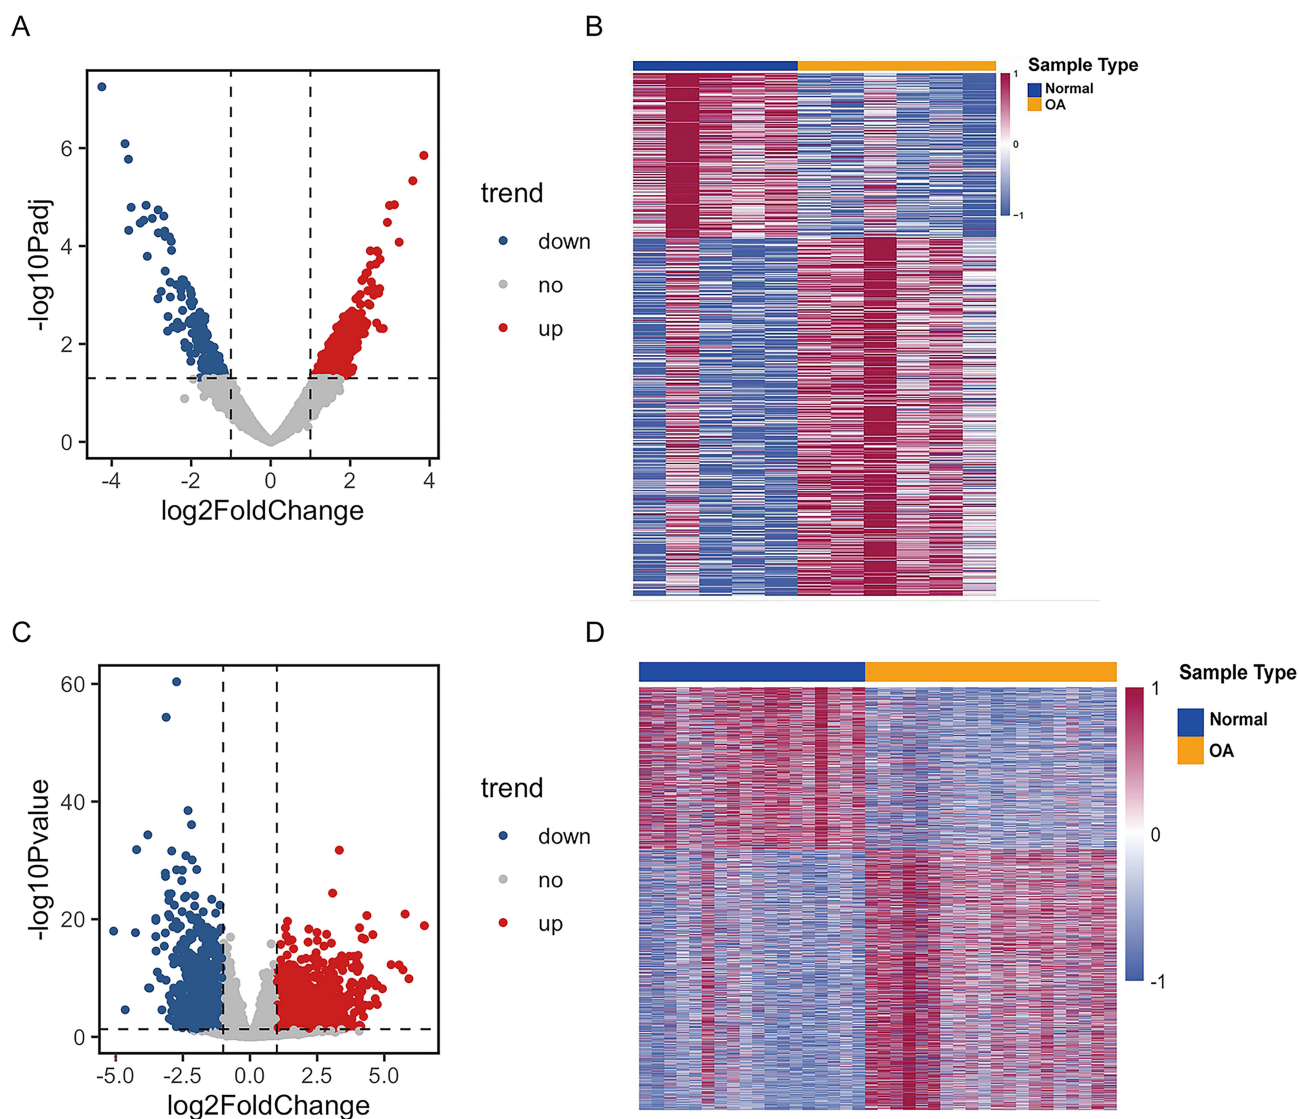 A
-log10Padj
6
4
2
0
-4
-2
0
2
4
log2FoldChange
trend
down
no
up
B
Sample Type
Normal
OA
1
0
-1
C
-log10Pvalue
60
40
20
0
-5.0
-2.5
0.0
2.5
5.0
log2FoldChange
trend
down
no
up
D
Sample Type
Normal
OA
1
0
-1